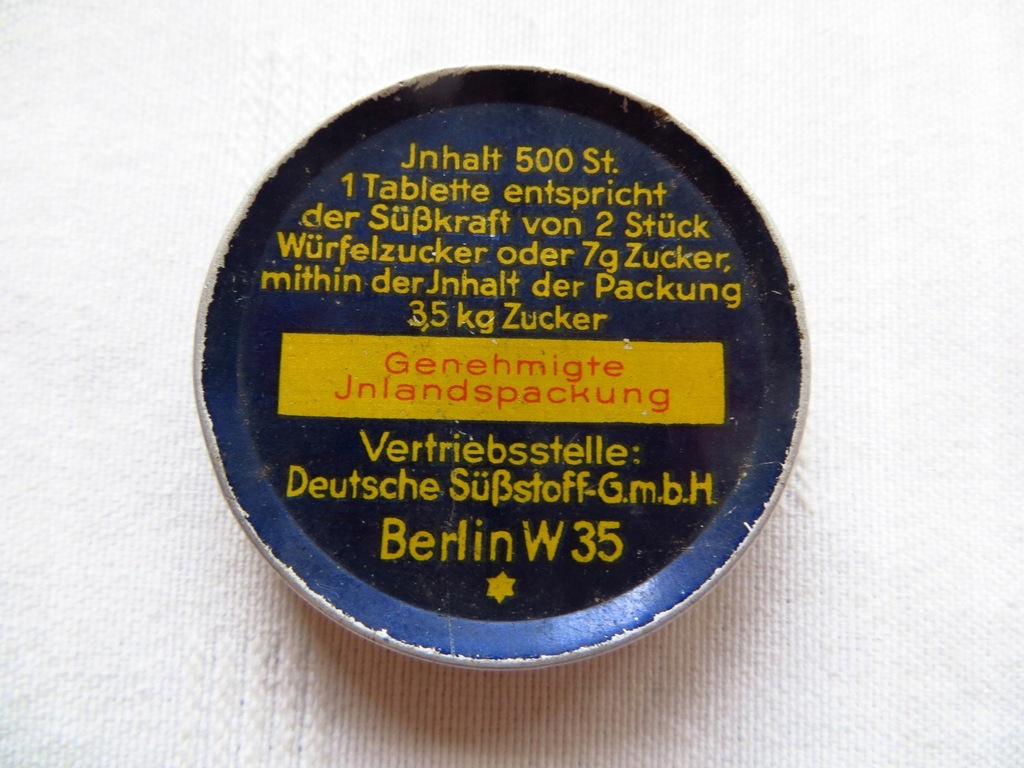 Jnhalt 500 St.
1 Tablette entspricht
der Süßkraft von 2 Stück
Würfelzucker oder 7g Zucker,
mithin der Jnhalt der Packung
3,5 kg Zucker
Genehmigte
Jnlandspackung
Vertriebsstelle:
Deutsche Süßstoff-G.m.b.H.
Berlin W 35